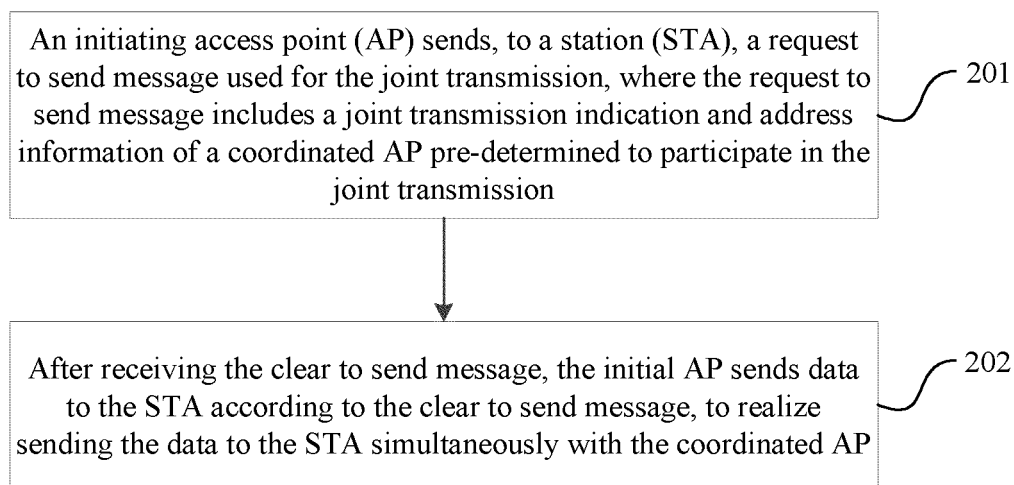 An initiating access point (AP) sends, to a station (STA), a request
to send message used for the joint transmission, where the request to
send message includes a joint transmission indication and address
information of a coordinated AP pre-determined to participate in the
joint transmission
201
After receiving the clear to send message, the initial AP sends data
to the STA according to the clear to send message, to realize
sending the data to the STA simultaneously with the coordinated AP
202